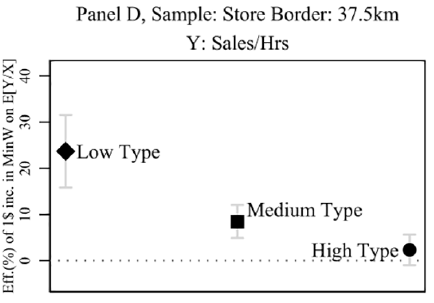 Panel D, Sample: Store Border: 37.5km
Y: Sales/Hrs
Eff.(%) of 1$ inc. in MinW on E[Y/X]
40
30
20
10
0
Low Type
Medium Type
High Type